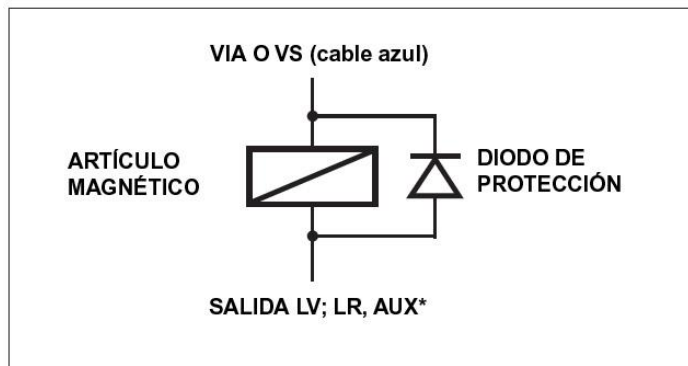 VIA O VS (cable azul)
ARTÍCULO
MAGNÉTICO
DIODO DE
PROTECCIÓN
SALIDA LV; LR, AUX*